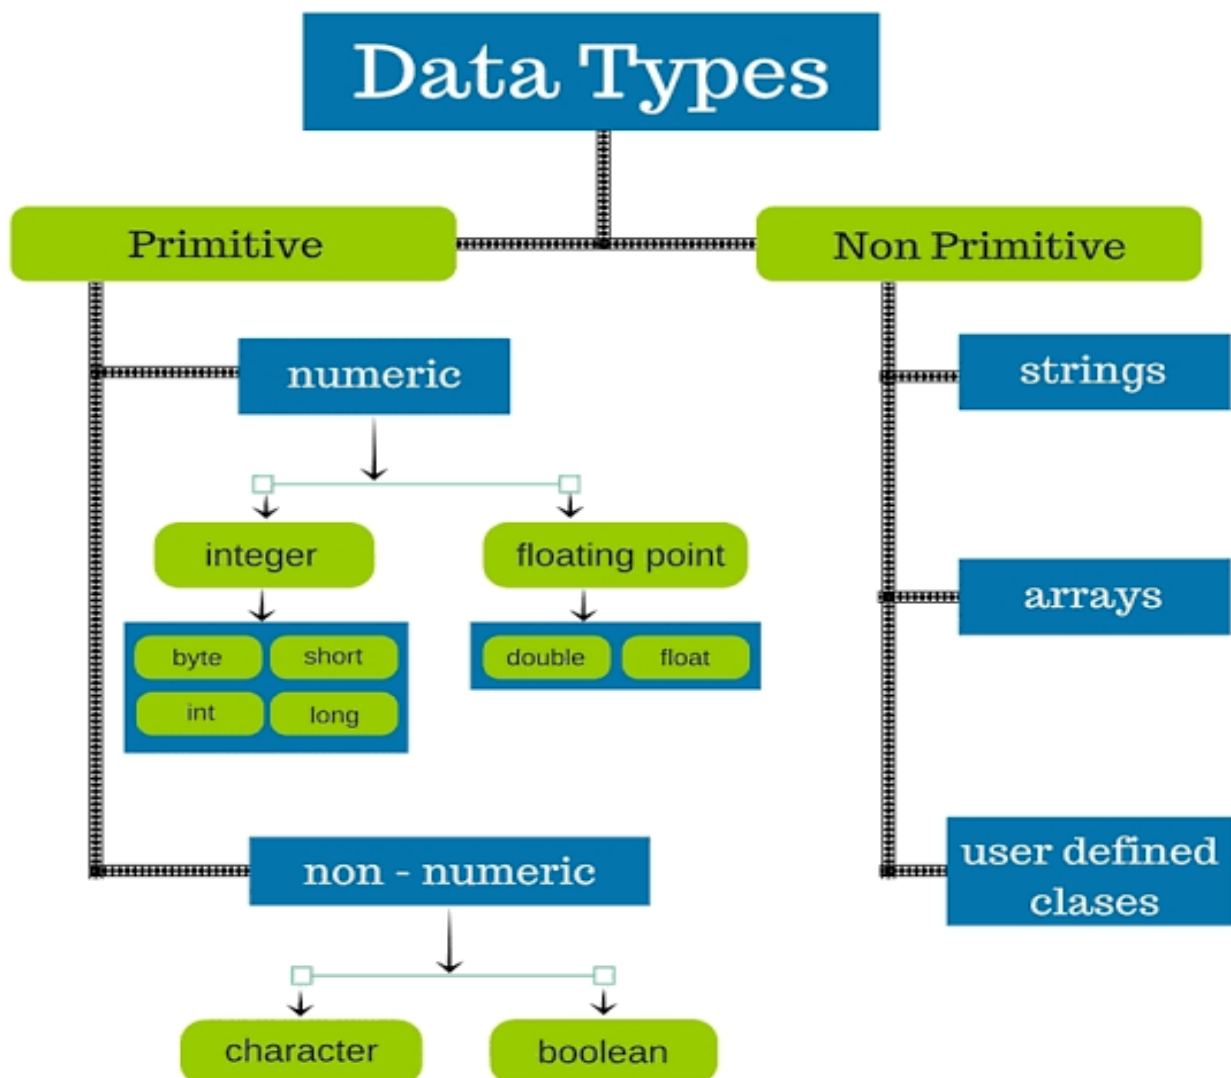 Data Types
Primitive
Non Primitive
numeric
strings
integer
floating point
arrays
byte
short
double
float
int
long
non - numeric
user defined
clases
character
boolean